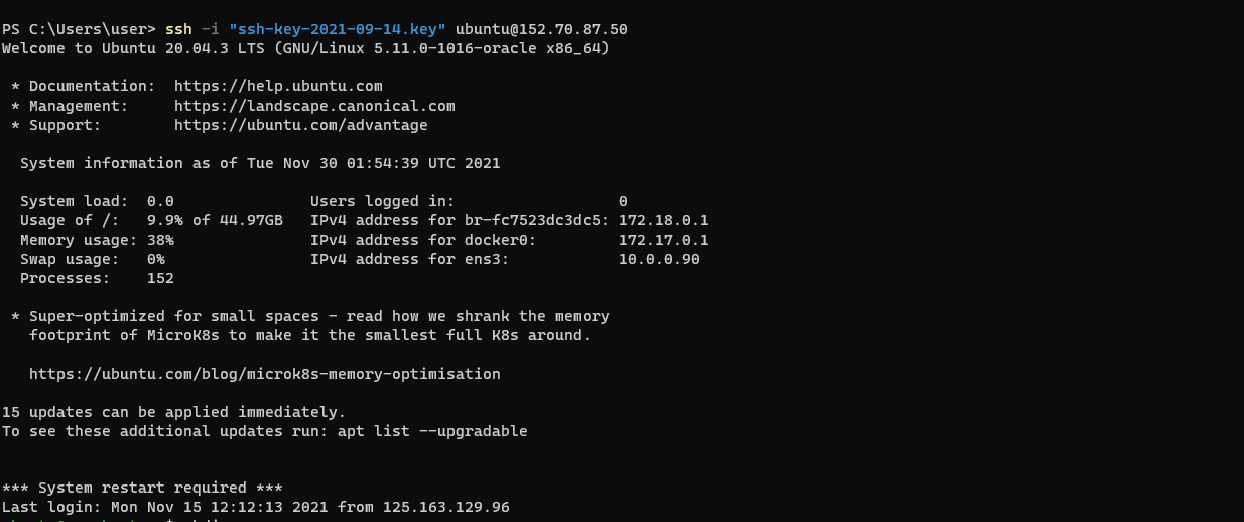 PS C:\Users\user> ssh -i "ssh-key-2021-09-14.key" ubuntu@152.70.87.50
Welcome to Ubuntu 20.04.3 LTS (GNU/Linux 5.11.0-1016-oracle x86_64)
* Documentation: https://help.ubuntu.com
* Management: https://landscape.canonical.com
* Support: https://ubuntu.com/advantage
System information as of Tue Nov 30 01:54:39 UTC 2021
System load: 0.0 Users logged in: 0
Usage of /: 9.9% of 44.97GB IPv4 address for br-fc7523dc3dc5: 172.18.0.1
Memory usage: 38% IPv4 address for docker0: 172.17.0.1
Swap usage: 0% IPv4 address for ens3: 10.0.0.90
Processes: 152
* Super-optimized for small spaces - read how we shrank the memory
footprint of MicroK8s to make it the smallest full K8s around.
https://ubuntu.com/blog/microk8s-memory-optimisation
15 updates can be applied immediately.
To see these additional updates run: apt list --upgradable
*** System restart required ***
Last login: Mon Nov 15 12:12:13 2021 from 125.163.129.96